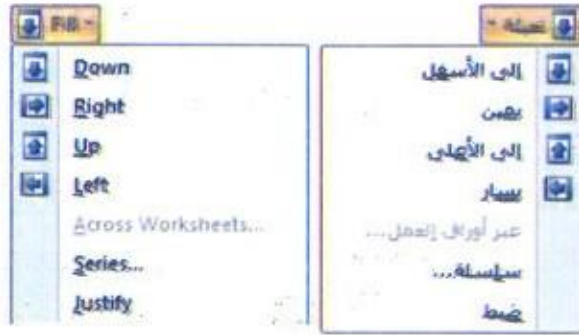 Fill
Down
Right
Up
Left
Across Worksheets...
Series...
Justify
تعبئة
إلى الأسفل
يمين
إلى الأعلى
يسار
عبر أوراق العمل...
سلسلة...
ضبط